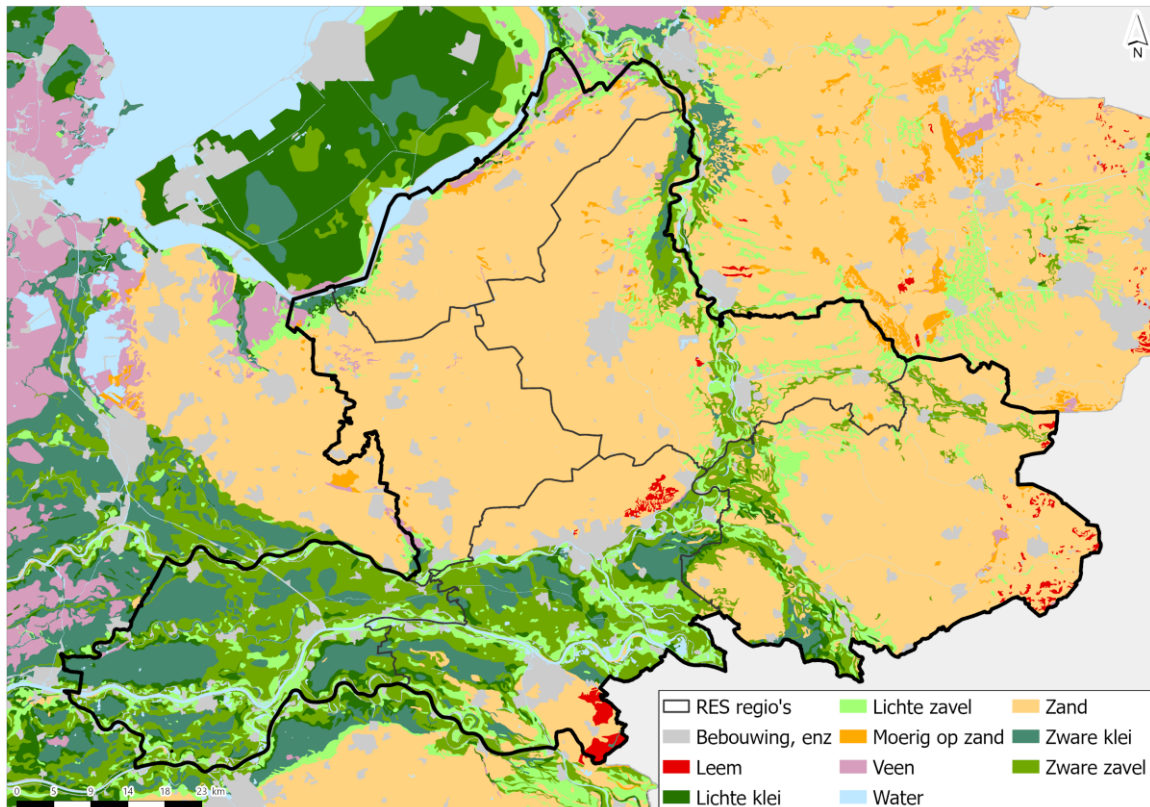 N
RES regio's
Bebouwing, enz
Leem
Lichte klei
Lichte zavel
Moerig op zand
Veen
Water
Zand
Zware klei
Zware zavel
0 5 9 14 18 23 km